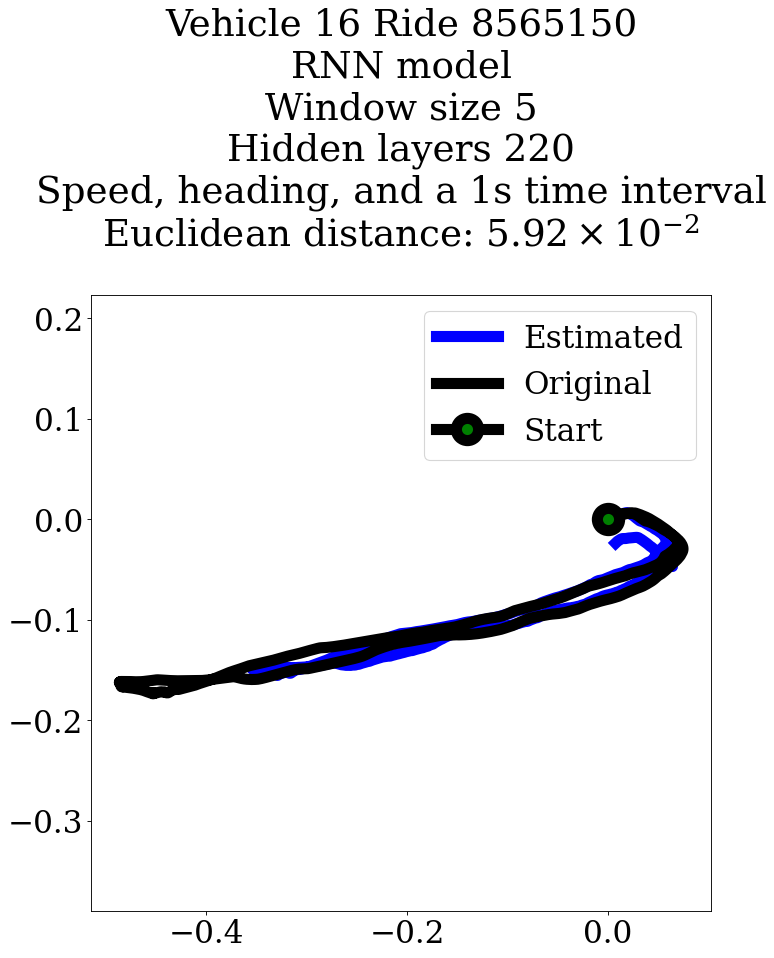 Vehicle 16 Ride 8565150
RNN model
Window size 5
Hidden layers 220
Speed, heading, and a 1s time interval
Euclidean distance: 5.92 × 10⁻²
Estimated
Original
Start
0.2
0.1
0.0
−0.1
−0.2
−0.3
−0.4 −0.2 0.0